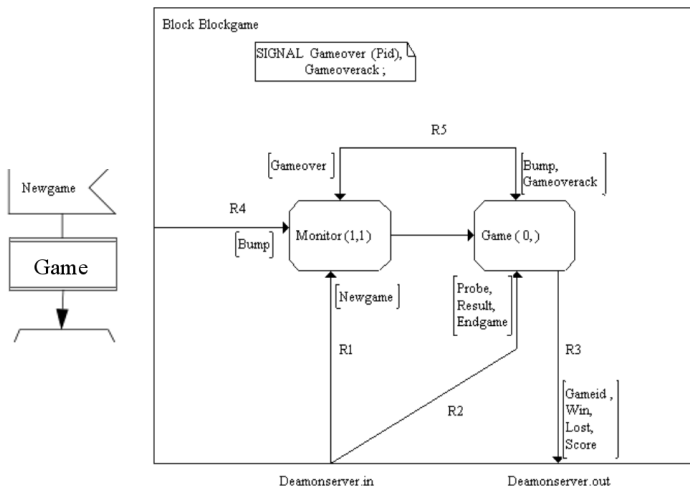 Block Blockgame
SIGNAL Gameover (Pid),
Gameoverack ;
R5
[Gameover]
[Bump,
Gameoverack]
Newgame
R4
Monitor (1,1)
Game ( 0, )
[Bump]
Game
[Newgame]
[Probe,
Result,
Endgame]
R1
R3
R2
[Gameid ,
Win,
Lost,
Score]
Deamonserver.in
Deamonserver.out